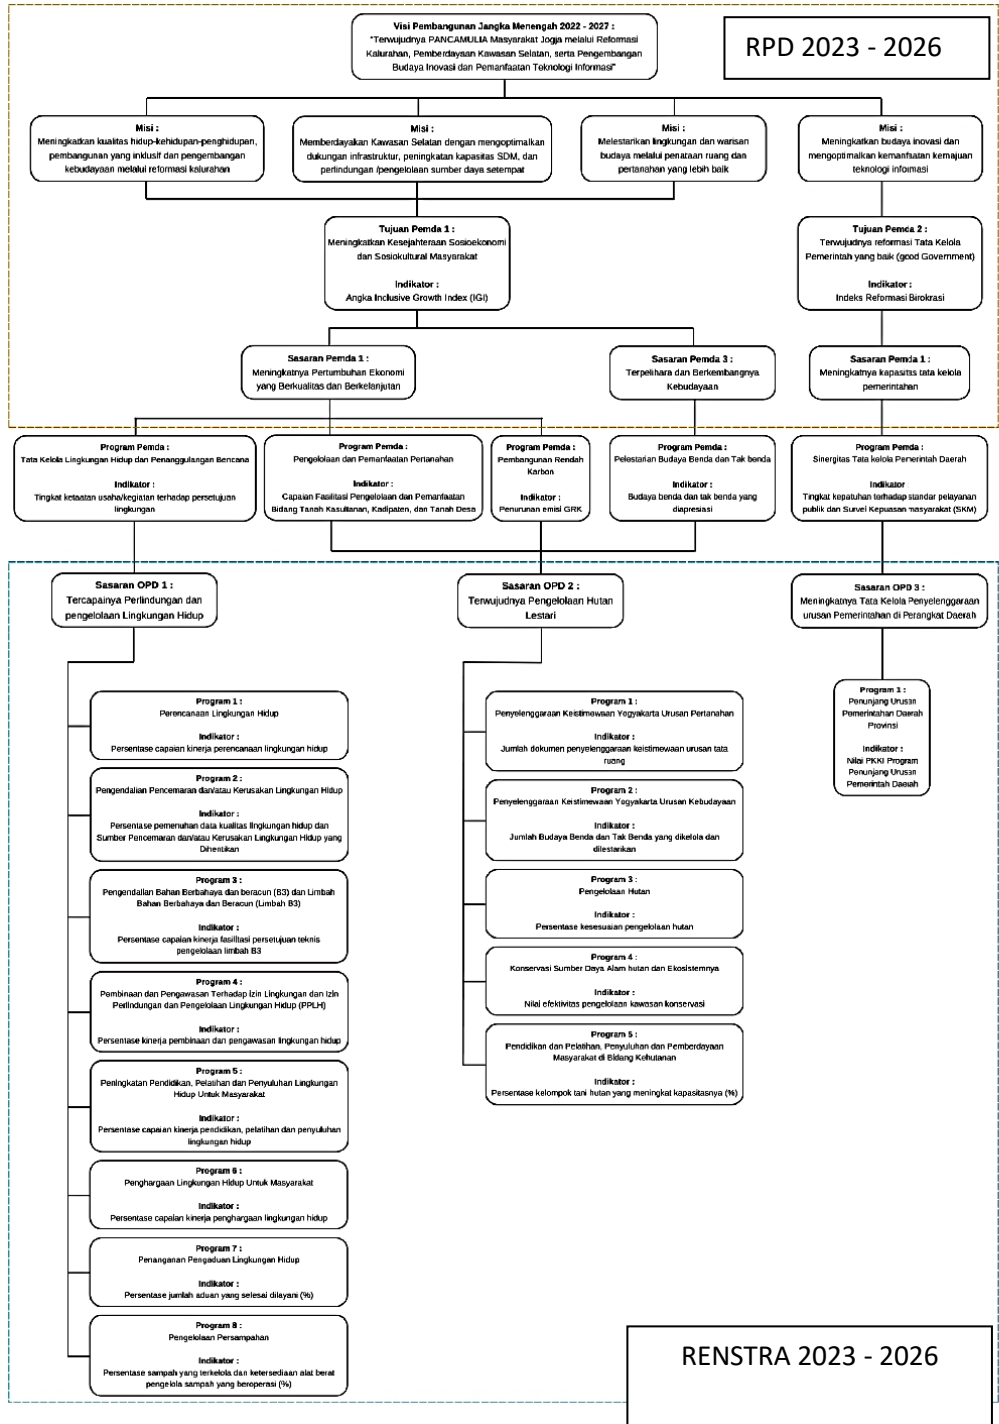 Visi Pembangunan Jangka Menengah 2022 - 2027 :
"Terwujudnya PANCAMULIA Masyarakat Jogja melalui Reformasi
Kalurahan, Pemberdayaan Kawasan Selatan, serta Pengembangan
Budaya Inovasi dan Pemanfaatan Teknologi Informasi"
RPD 2023 - 2026
Misi :
Meningkatkan kualitas hidup-kehidupan-penghidupan,
pembangunan yang inklusif dan pengembangan
kebudayaan melalui reformasi kalurahan
Misi :
Memberdayakan Kawasan Selatan dengan mengoptimalkan
dukungan infrastruktur, peningkatan kapasitas SDM, dan
perlindungan /pengelolaan sumber daya setempat
Misi :
Melestarikan lingkungan dan warisan
budaya melalui penataan ruang dan
pertanahan yang lebih baik
Misi :
Meningkatkan budaya inovasi dan
mengoptimalkan kemanfaatan kemajuan
teknologi informasi
Tujuan Pemda 1 :
Meningkatkan Kesejahteraan Sosioekonomi
dan Sosiokultural Masyarakat
Indikator :
Angka Inclusive Growth Index (IGI)
Tujuan Pemda 2 :
Terwujudnya reformasi Tata Kelola
Pemerintah yang baik (good Government)
Indikator :
Indeks Reformasi Birokrasi
Sasaran Pemda 1 :
Meningkatnya Pertumbuhan Ekonomi
yang Berkualitas dan Berkelanjutan
Sasaran Pemda 3 :
Terpelihara dan Berkembangnya
Kebudayaan
Sasaran Pemda 1 :
Meningkatnya kapasitas tata kelola
pemerintahan
Program Pemda :
Tata Kelola Lingkungan Hidup dan Penanggulangan Bencana
Indikator :
Tingkat ketaatan usaha/kegiatan terhadap persetujuan
lingkungan
Program Pemda :
Pengelolaan dan Pemanfaatan Pertanahan
Indikator :
Capaian Fasilitasi Pengelolaan dan Pemanfaatan
Bidang Tanah Kasultanan, Kadipaten, dan Tanah Desa
Program Pemda :
Pembangunan Rendah
Karbon
Indikator :
Penurunan emisi GRK
Program Pemda :
Pelestarian Budaya Benda dan Tak benda
Indikator :
Budaya benda dan tak benda yang
diapresiasi
Program Pemda :
Sinergitas Tata kelola Pemerintah Daerah
Indikator
Tingkat kepatuhan terhadap standar pelayanan
publik dan Survei Kepuasan masyarakat (SKM)
Sasaran OPD 1 :
Tercapainya Perlindungan dan
pengelolaan Lingkungan Hidup
Sasaran OPD 2 :
Terwujudnya Pengelolaan Hutan
Lestari
Sasaran OPD 3 :
Meningkatnya Tata Kelola Penyelenggaraan
urusan Pemerintahan di Perangkat Daerah
Program 1 :
Perencanaan Lingkungan Hidup
Indikator :
Persentase capaian kinerja perencanaan lingkungan hidup
Program 2 :
Pengendalian Pencemaran dan/atau Kerusakan Lingkungan Hidup
Indikator :
Persentase pemenuhan data kualitas lingkungan hidup dan
Sumber Pencemaran dan/atau Kerusakan Lingkungan Hidup yang
Dihentikan
Program 3 :
Pengendalian Bahan Berbahaya dan beracun (B3) dan Limbah
Bahan Berbahaya dan Beracun (Limbah B3)
Indikator :
Persentase capaian kinerja fasilitasi persetujuan teknis
pengelolaan limbah B3
Program 4 :
Pembinaan dan Pengawasan Terhadap Izin Lingkungan dan Izin
Perlindungan dan Pengelolaan Lingkungan Hidup (PPLH)
Indikator :
Persentase kinerja pembinaan dan pengawasan lingkungan hidup
Program 5 :
Peningkatan Pendidikan, Pelatihan dan Penyuluhan Lingkungan
Hidup Untuk Masyarakat
Indikator :
Persentase capaian kinerja pendidikan, pelatihan dan penyuluhan
lingkungan hidup
Program 6 :
Penghargaan Lingkungan Hidup Untuk Masyarakat
Indikator :
Persentase capaian kinerja penghargaan lingkungan hidup
Program 7 :
Penanganan Pengaduan Lingkungan Hidup
Indikator :
Persentase jumlah aduan yang selesai dilayani (%)
Program 8 :
Pengelolaan Persampahan
Indikator :
Persentase sampah yang terkelola dan ketersediaan alat berat
pengelola sampah yang beroperasi (%)
Program 1 :
Penyelenggaraan Keistimewaan Yogyakarta Urusan Pertanahan
Indikator :
Jumlah dokumen penyelenggaraan keistimewaan urusan tata
ruang
Program 2 :
Penyelenggaraan Keistimewaan Yogyakarta Urusan Kebudayaan
Indikator :
Jumlah Budaya Benda dan Tak Benda yang dikelola dan
dilestarikan
Program 3 :
Pengelolaan Hutan
Indikator :
Persentase kesesuaian pengelolaan hutan
Program 4 :
Konservasi Sumber Daya Alam hutan dan Ekosistemnya
Indikator :
Nilai efektivitas pengelolaan kawasan konservasi
Program 5 :
Pendidikan dan Pelatihan, Penyuluhan dan Pemberdayaan
Masyarakat di Bidang Kehutanan
Indikator :
Persentase kelompok tani hutan yang meningkat kapasitasnya (%)
Program 1 :
Penunjang Urusan
Pemerintahan Daerah
Provinsi
Indikator :
Nilai PKKI Program
Penunjang Urusan
Pemerintah Daerah
RENSTRA 2023 - 2026